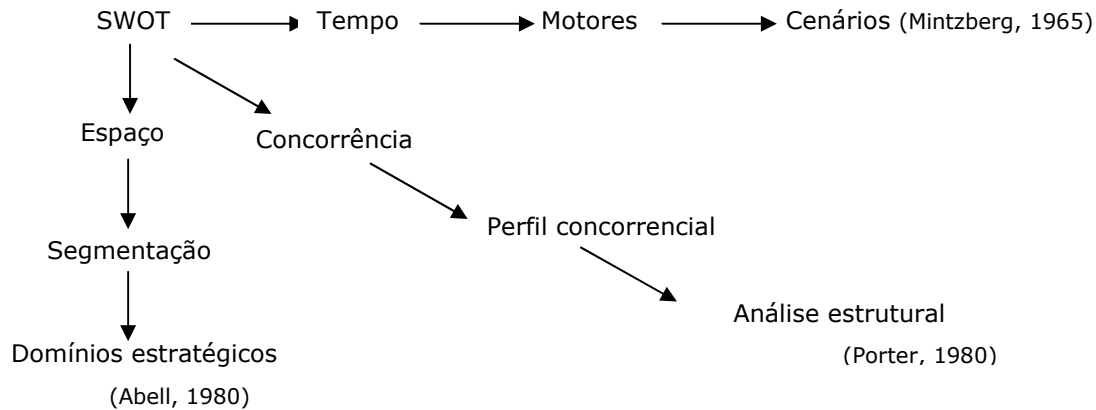 SWOT Tempo Motores Cenários (Mintzberg, 1965)
Espaço Concorrência
Perfil concorrencial
Segmentação
Análise estrutural
Domínios estratégicos (Porter, 1980)
(Abell, 1980)